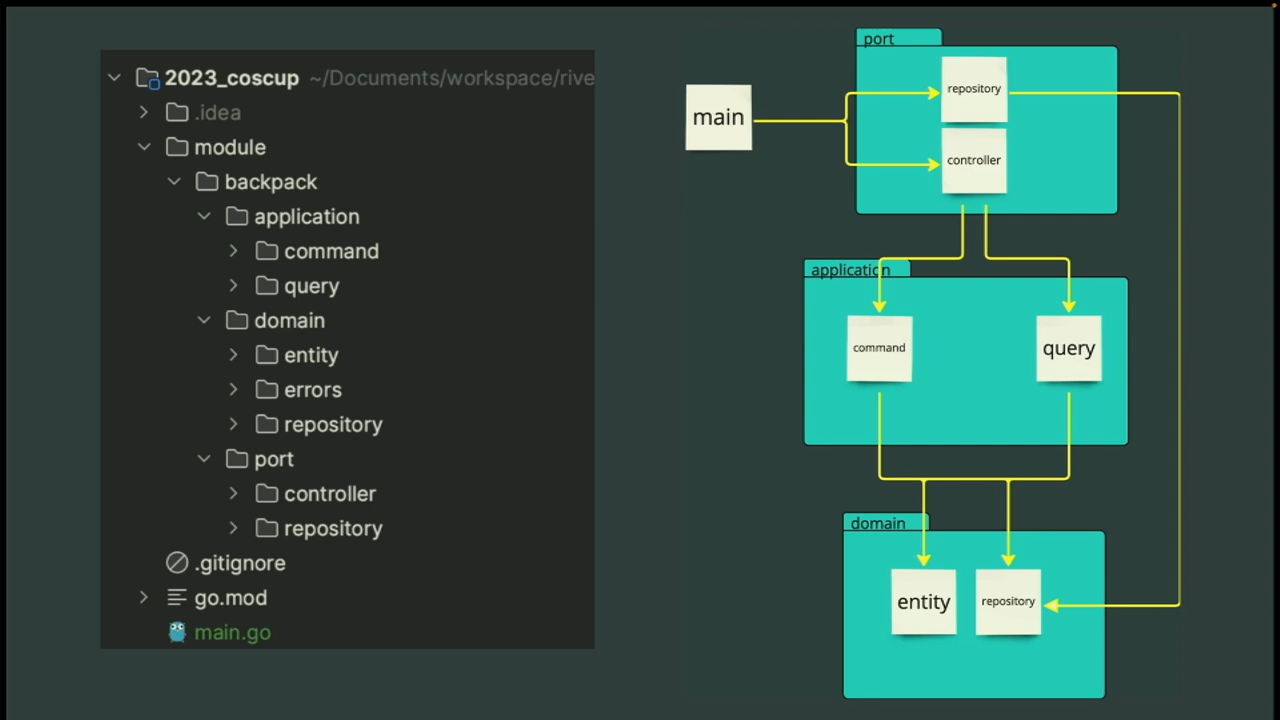 2023_coscup ~/Documents/workspace/rive
.idea
module
backpack
application
command
query
domain
entity
errors
repository
port
controller
repository
.gitignore
go.mod
main.go
port
main
repository
controller
application
command
query
domain
entity
repository